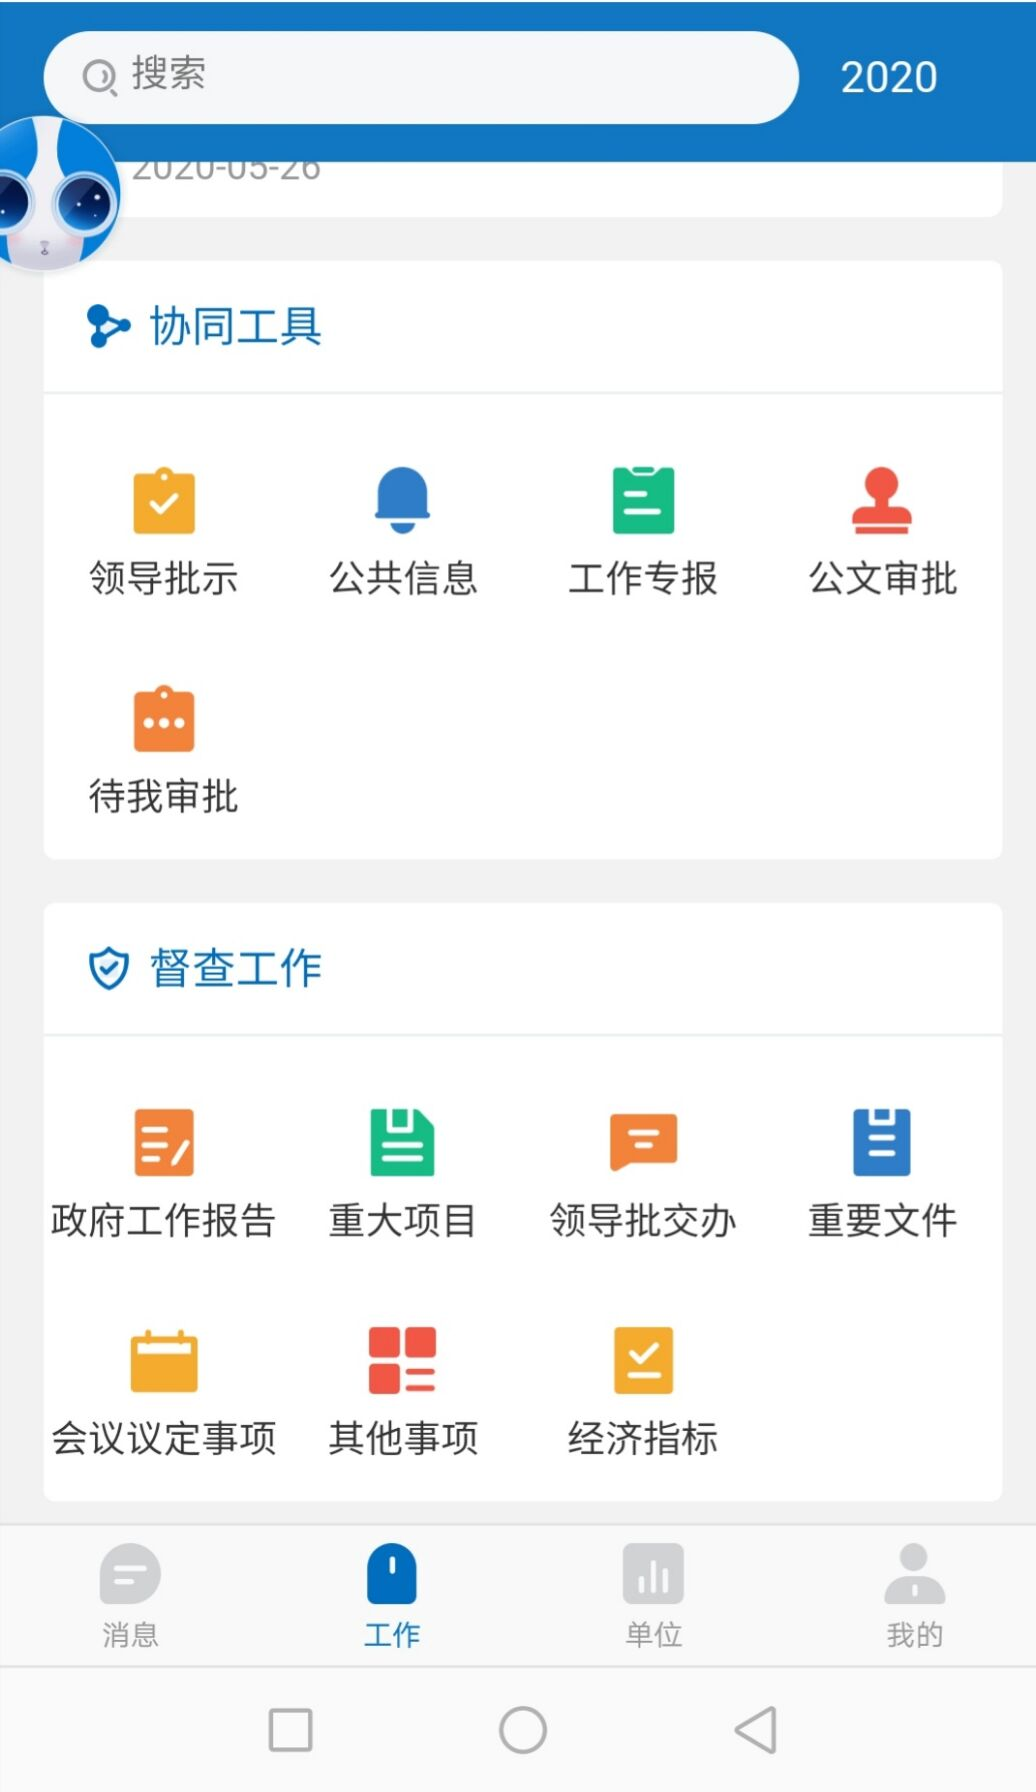 搜索
2020
2020-05-26
协同工具
领导批示 公共信息 工作专报 公文审批
待我审批
督查工作
政府工作报告 重大项目 领导批交办 重要文件
会议议定事项 其他事项 经济指标
消息 工作 单位 我的